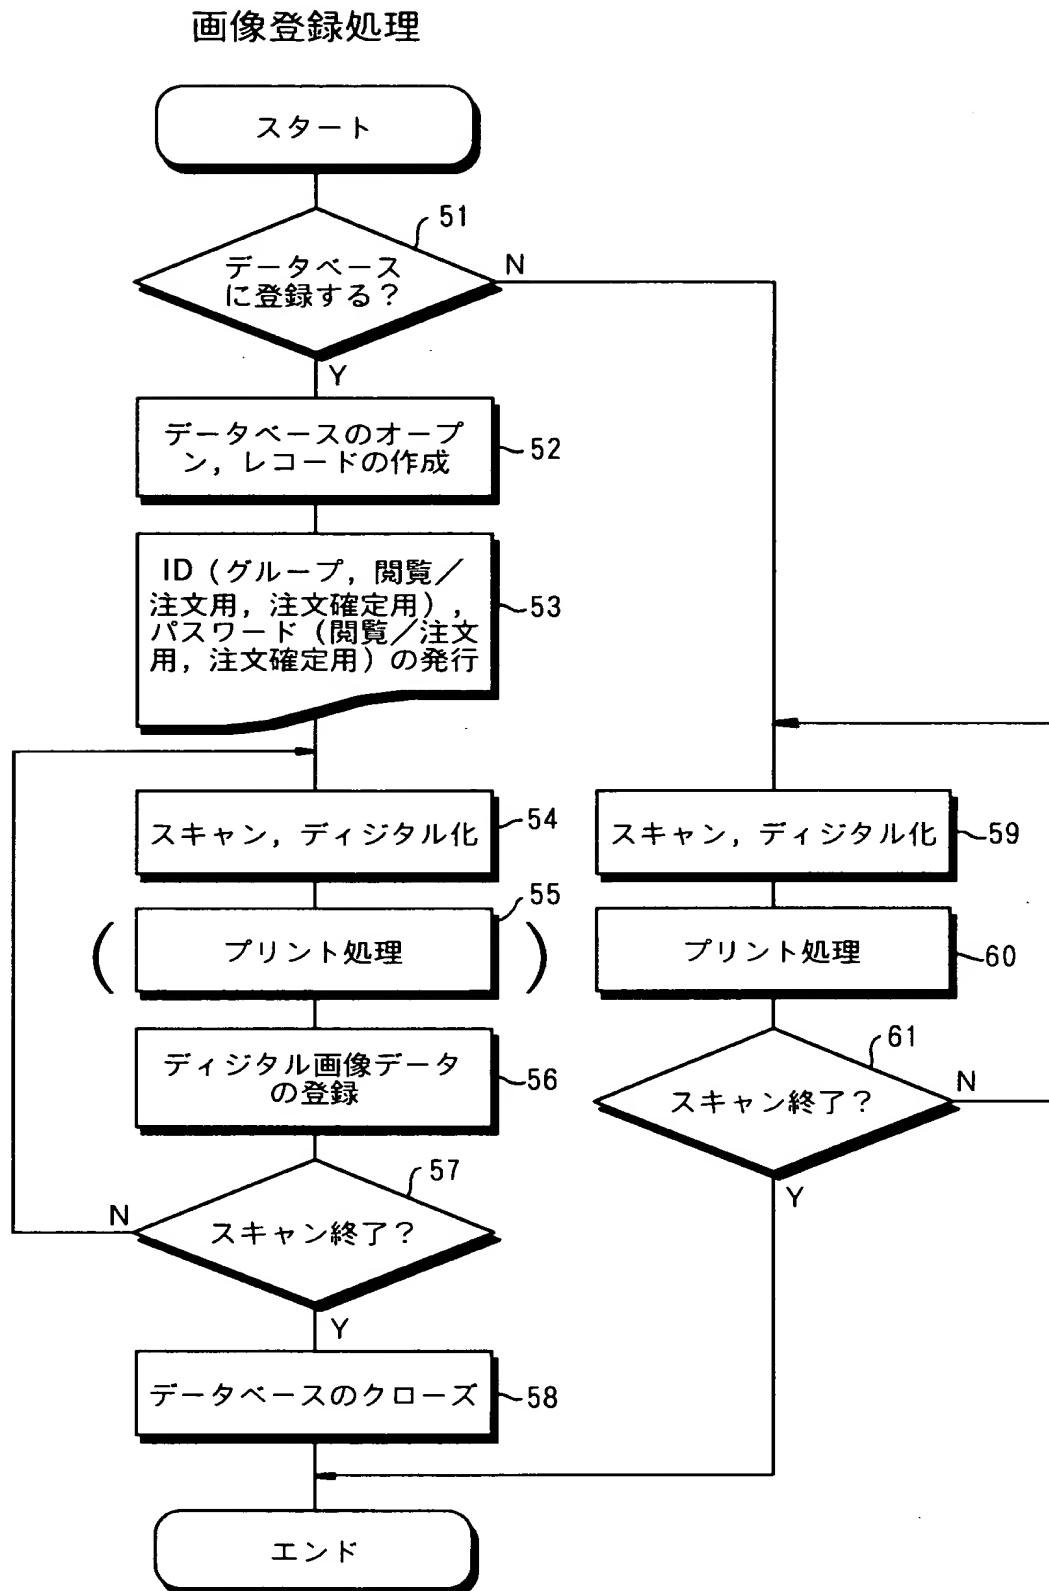 画像登録処理
スタート
51
データベース
に登録する？
N
Y
データベースのオープ
ン，レコードの作成
52
ID（グループ，閲覧／
注文用，注文確定用），
パスワード（閲覧／注文
用，注文確定用）の発行
53
スキャン，ディジタル化
54
55
（ プリント処理 ）
ディジタル画像データ
の登録
56
57
N
スキャン終了？
Y
データベースのクローズ
58
スキャン，ディジタル化
59
プリント処理
60
61
スキャン終了？
N
Y
エンド